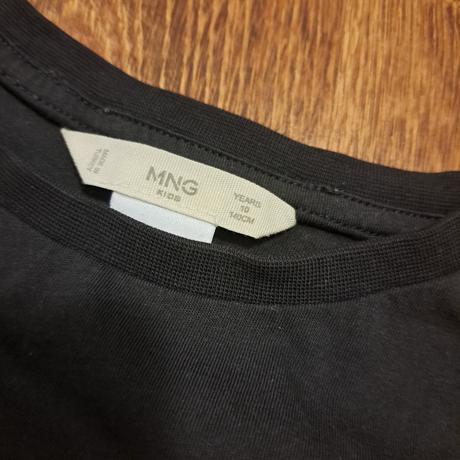 MADE IN
TURKEY
MNG
KIDS
YEARS
10
140CM